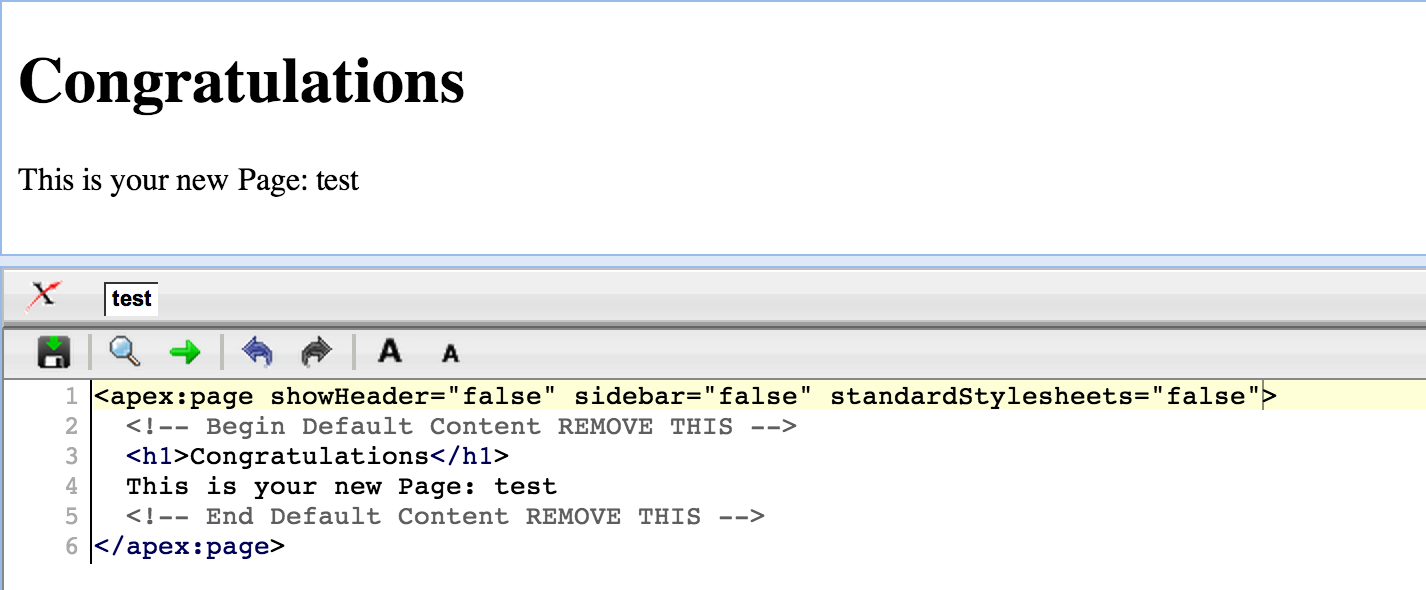 Congratulations
This is your new Page: test
test
A A
1 <apex:page showHeader="false" sidebar="false" standardStylesheets="false">
2 <!-- Begin Default Content REMOVE THIS -->
3 <h1>Congratulations</h1>
4 This is your new Page: test
5 <!-- End Default Content REMOVE THIS -->
6 </apex:page>